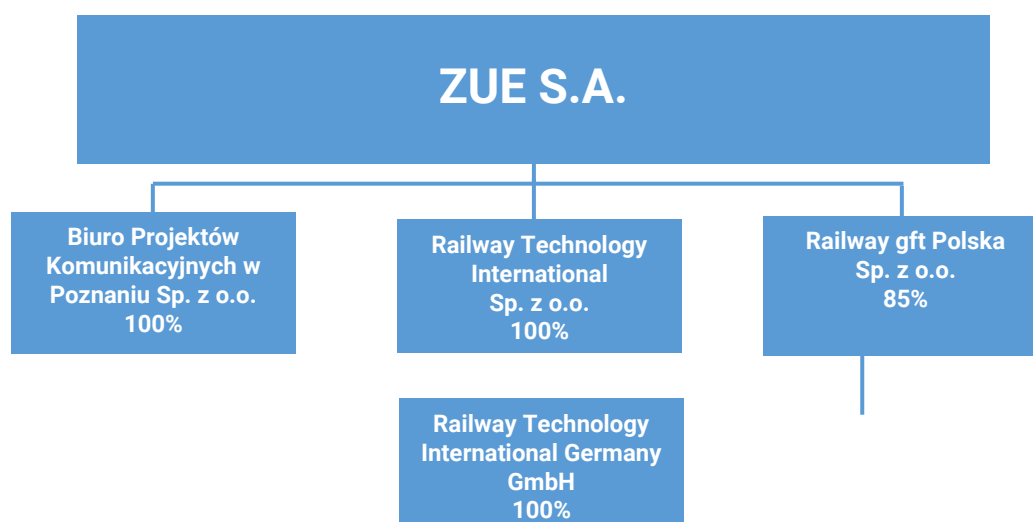 ZUE S.A.
Biuro Projektów
Komunikacyjnych w
Poznaniu Sp. z o.o.
100%
Railway Technology
International
Sp. z o.o.
100%
Railway gft Polska
Sp. z o.o.
85%
Railway Technology
International Germany
GmbH
100%